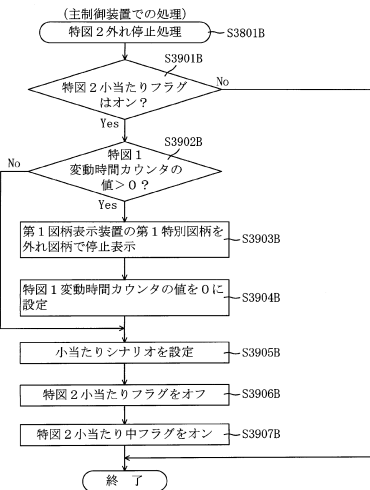 (主制御装置での処理)
特図２外れ停止処理
S3801B
S3901B
特図２小当たりフラグ
はオン？
No
Yes
S3902B
特図１
変動時間カウンタの
値＞０？
No
Yes
第１図柄表示装置の第１特別図柄を
外れ図柄で停止表示
S3903B
特図１変動時間カウンタの値を０に
設定
S3904B
小当たりシナリオを設定
S3905B
特図２小当たりフラグをオフ
S3906B
特図２小当たり中フラグをオン
S3907B
終 了